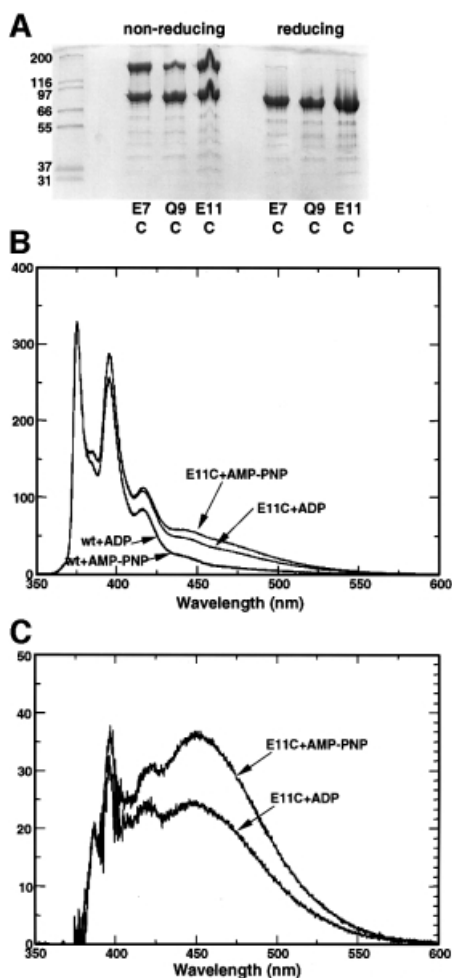 A
non-reducing reducing
200
116
97
66
55
37
31
E7 Q9 E11 E7 Q9 E11
C C C C C C
B
400
300
200
100
0
E11C+AMP-PNP
E11C+ADP
wt+ADP
wt+AMP-PNP
350 400 450 500 550 600
Wavelength (nm)
C
50
40
30
20
10
0
E11C+AMP-PNP
E11C+ADP
350 400 450 500 550 600
Wavelength (nm)